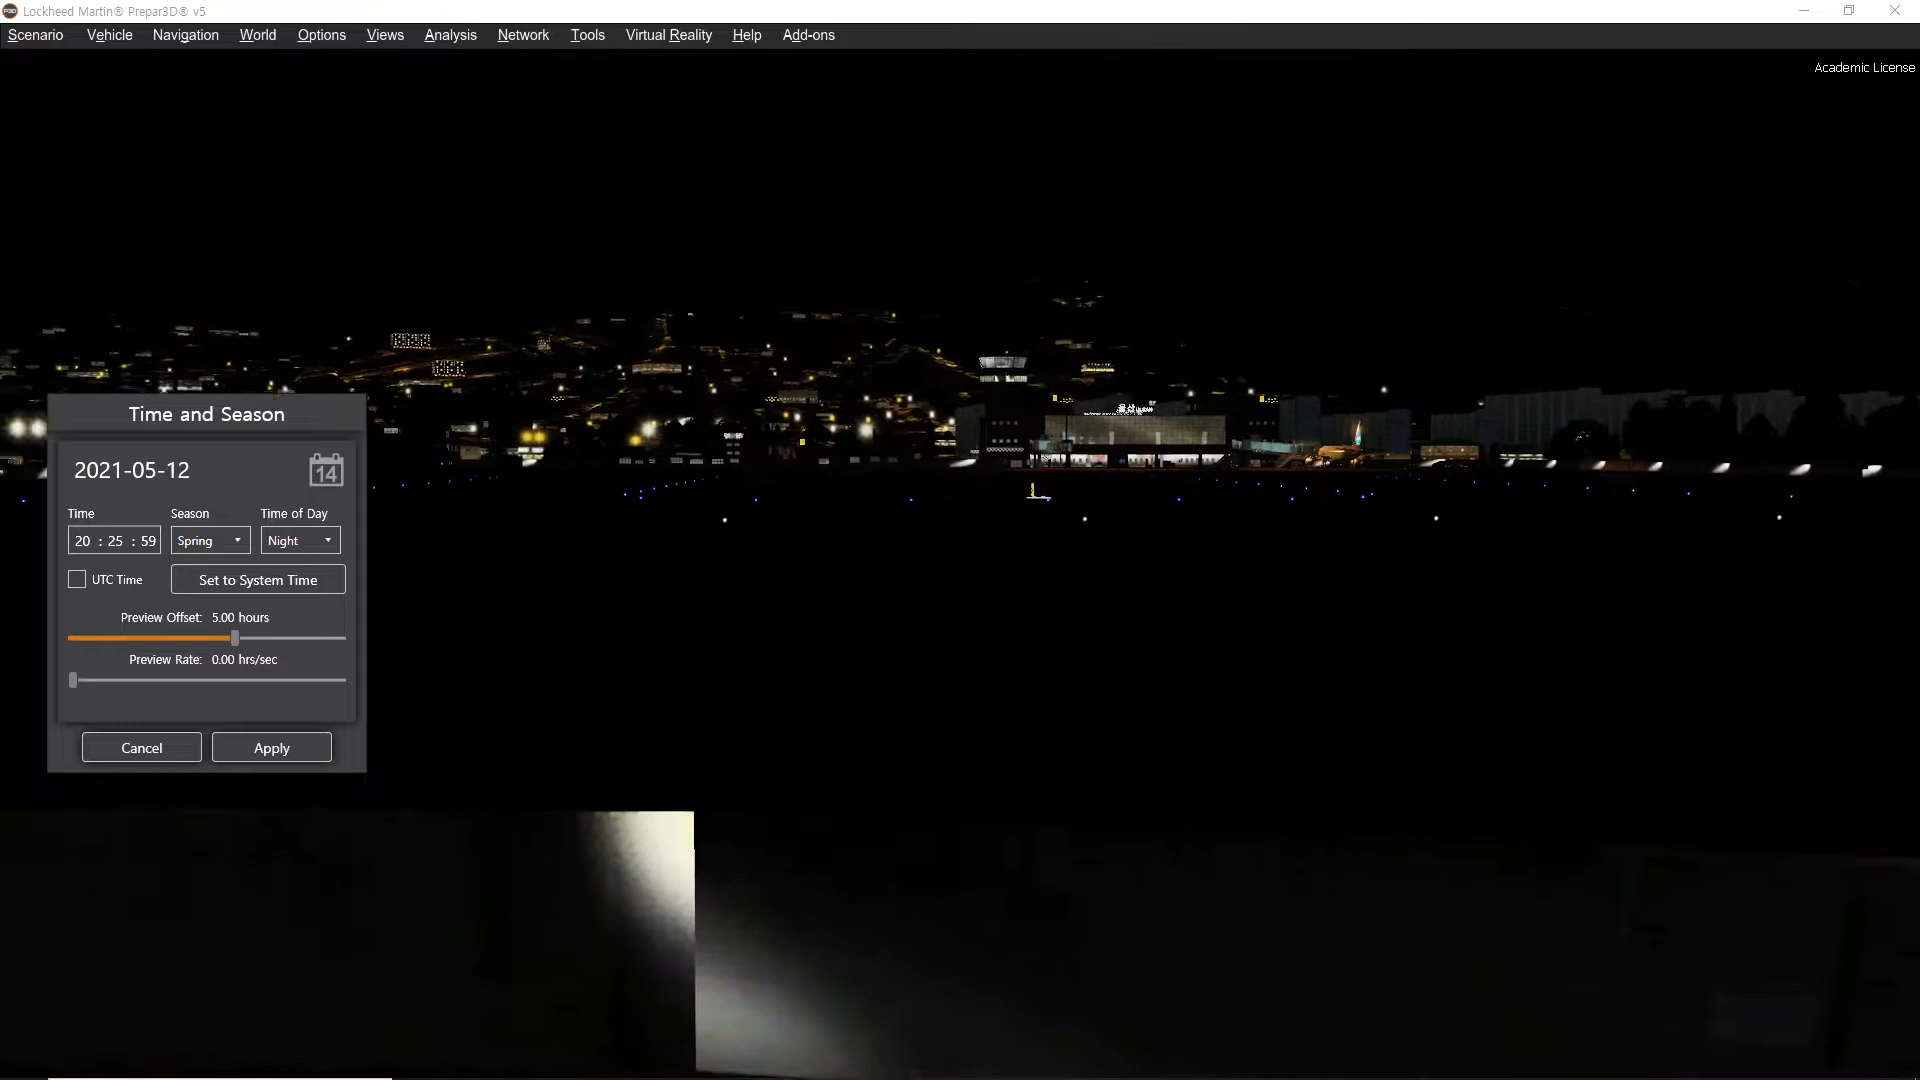 Lockheed Martin® Prepar3D® v5
Scenario Vehicle Navigation World Options Views Analysis Network Tools Virtual Reality Help Add-ons
Academic License
Time and Season
2021-05-12
14
Time Season Time of Day
20 : 25 : 59 Spring Night
UTC Time Set to System Time
Preview Offset: 5.00 hours
Preview Rate: 0.00 hrs/sec
Cancel Apply